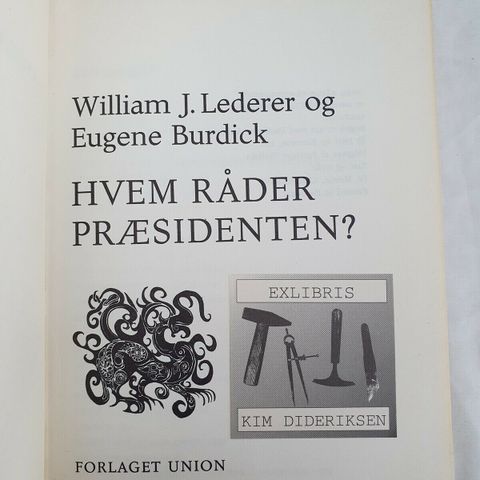 William J. Lederer og
Eugene Burdick
HVEM RÅDER
PRÆSIDENTEN?
EXLIBRIS
KIM DIDERIKSEN
FORLAGET UNION